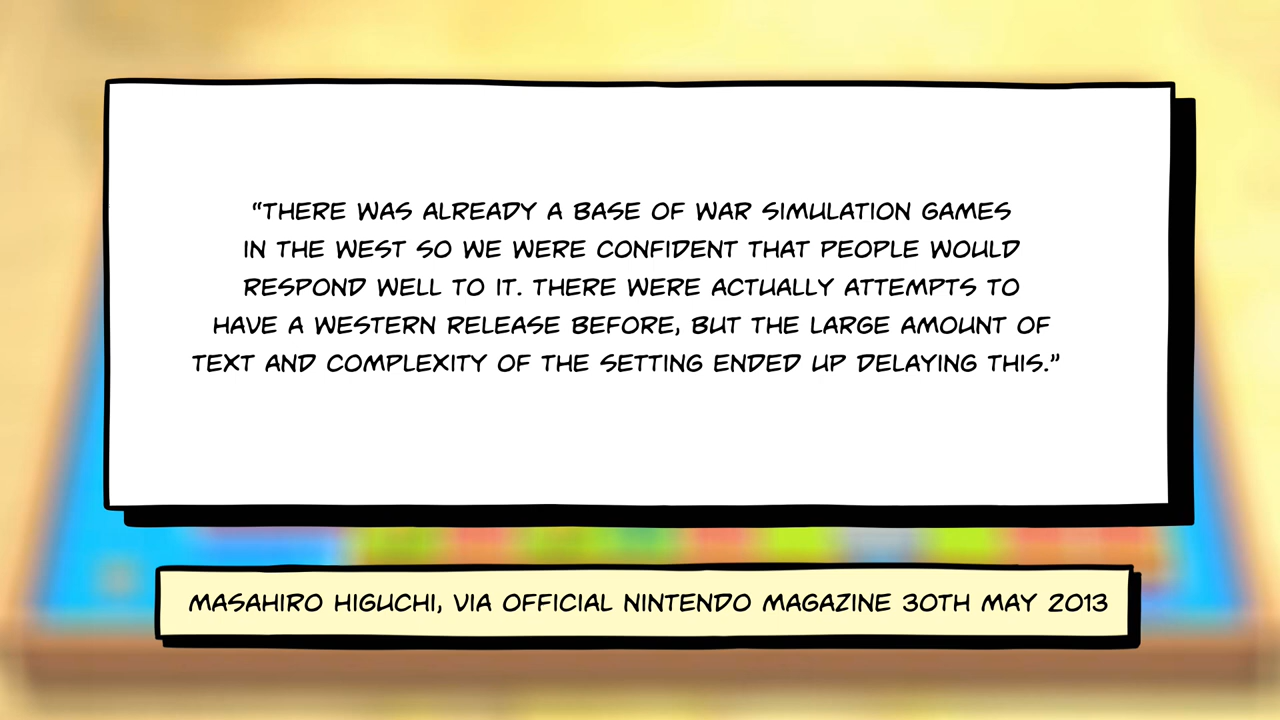 “THERE WAS ALREADY A BASE OF WAR SIMULATION GAMES
IN THE WEST SO WE WERE CONFIDENT THAT PEOPLE WOULD
RESPOND WELL TO IT. THERE WERE ACTUALLY ATTEMPTS TO
HAVE A WESTERN RELEASE BEFORE, BUT THE LARGE AMOUNT OF
TEXT AND COMPLEXITY OF THE SETTING ENDED UP DELAYING THIS.”
MASAHIRO HIGUCHI, VIA OFFICIAL NINTENDO MAGAZINE 30TH MAY 2013